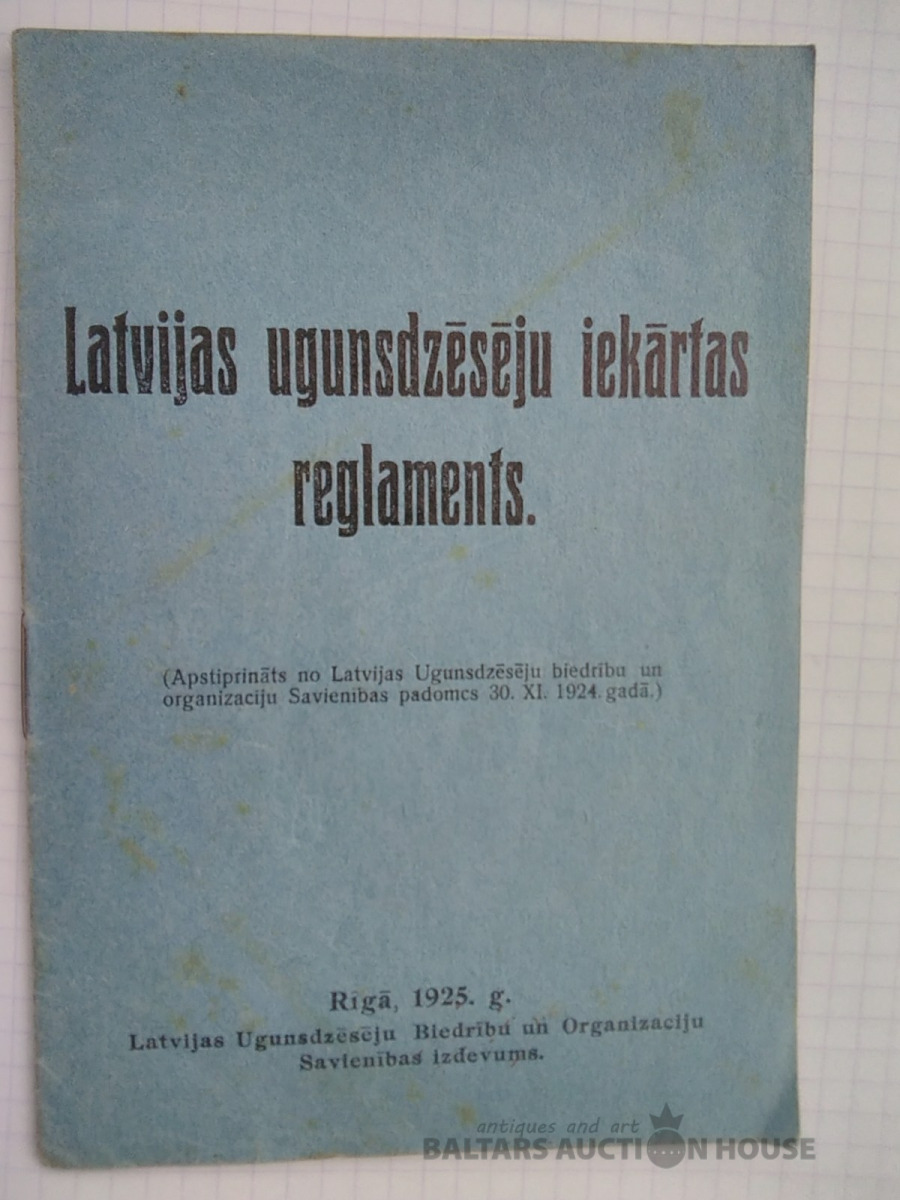 Latvijas ugunsdzēsēju iekārtas
reglaments.
(Apstiprināts no Latvijas Ugunsdzēsēju biedrību un
organizaciju Savienības padomes 30. XI. 1924. gadā.)
Rīgā, 1925. g.
Latvijas Ugunsdzēsēju Biedrību un Organizaciju
Savienības izdevums.
antiques and art
BALTARS AUCTION HOUSE